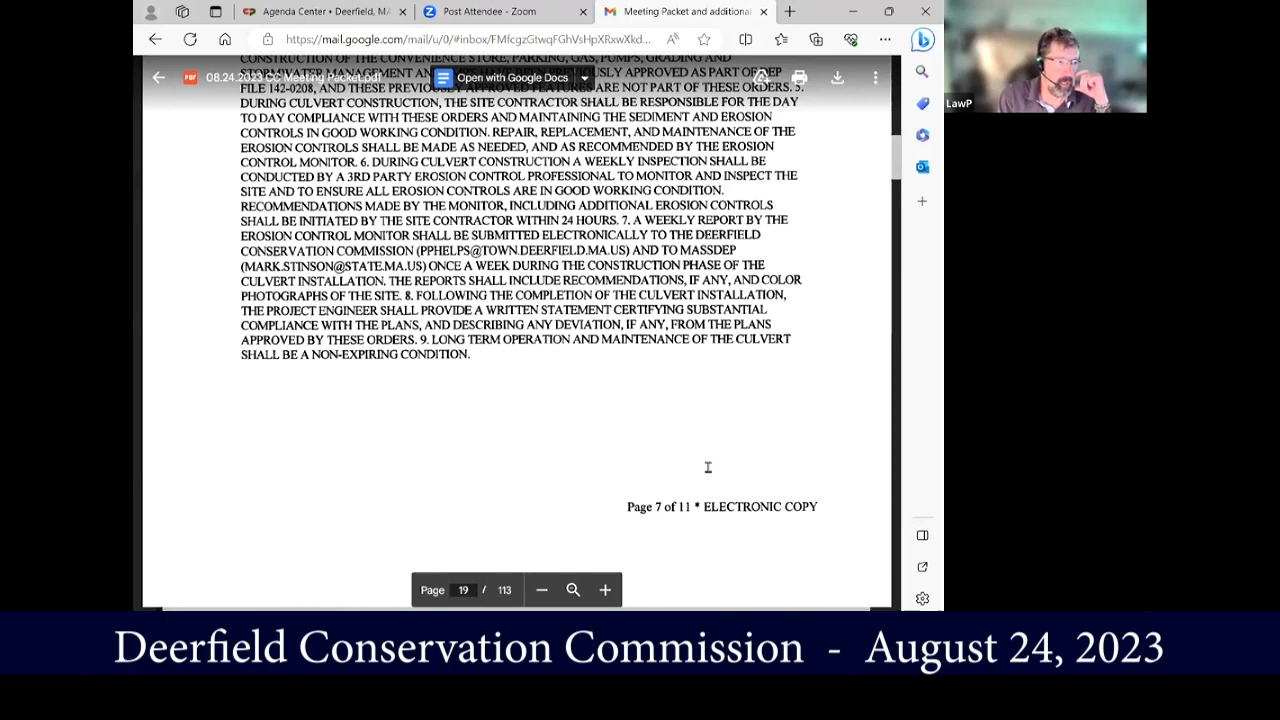 Agenda Center • Deerfield, MA
Post Attendee - Zoom
Meeting Packet and additional
https://mail.google.com/mail/u/0/#inbox/FMfcgzGtwqFGhVsHpXRxwXkd...
CONSTRUCTION OF THE CONVENIENCE STORE, PARKING, GAS, PUMPS, GRADING AND
08.24.2023 CC Meeting Packet.pdf
Open with Google Docs
FILE 142-0208, AND THESE PREVIOUSLY APPROVED FEATURES ARE NOT PART OF THESE ORDERS. 5.
DURING CULVERT CONSTRUCTION, THE SITE CONTRACTOR SHALL BE RESPONSIBLE FOR THE DAY
TO DAY COMPLIANCE WITH THESE ORDERS AND MAINTAINING THE SEDIMENT AND EROSION
CONTROLS IN GOOD WORKING CONDITION. REPAIR, REPLACEMENT, AND MAINTENANCE OF THE
EROSION CONTROLS SHALL BE MADE AS NEEDED, AND AS RECOMMENDED BY THE EROSION
CONTROL MONITOR. 6. DURING CULVERT CONSTRUCTION A WEEKLY INSPECTION SHALL BE
CONDUCTED BY A 3RD PARTY EROSION CONTROL PROFESSIONAL TO MONITOR AND INSPECT THE
SITE AND TO ENSURE ALL EROSION CONTROLS ARE IN GOOD WORKING CONDITION.
RECOMMENDATIONS MADE BY THE MONITOR, INCLUDING ADDITIONAL EROSION CONTROLS
SHALL BE INITIATED BY THE SITE CONTRACTOR WITHIN 24 HOURS. 7. A WEEKLY REPORT BY THE
EROSION CONTROL MONITOR SHALL BE SUBMITTED ELECTRONICALLY TO THE DEERFIELD
CONSERVATION COMMISSION (PPHELPS@TOWN.DEERFIELD.MA.US) AND TO MASSDEP
(MARK.STINSON@STATE.MA.US) ONCE A WEEK DURING THE CONSTRUCTION PHASE OF THE
CULVERT INSTALLATION. THE REPORTS SHALL INCLUDE RECOMMENDATIONS, IF ANY, AND COLOR
PHOTOGRAPHS OF THE SITE. 8. FOLLOWING THE COMPLETION OF THE CULVERT INSTALLATION,
THE PROJECT ENGINEER SHALL PROVIDE A WRITTEN STATEMENT CERTIFYING SUBSTANTIAL
COMPLIANCE WITH THE PLANS, AND DESCRIBING ANY DEVIATION, IF ANY, FROM THE PLANS
APPROVED BY THESE ORDERS. 9. LONG TERM OPERATION AND MAINTENANCE OF THE CULVERT
SHALL BE A NON-EXPIRING CONDITION.
Page 7 of 11 * ELECTRONIC COPY
Page 19 / 113
LawP
Deerfield Conservation Commission - August 24, 2023